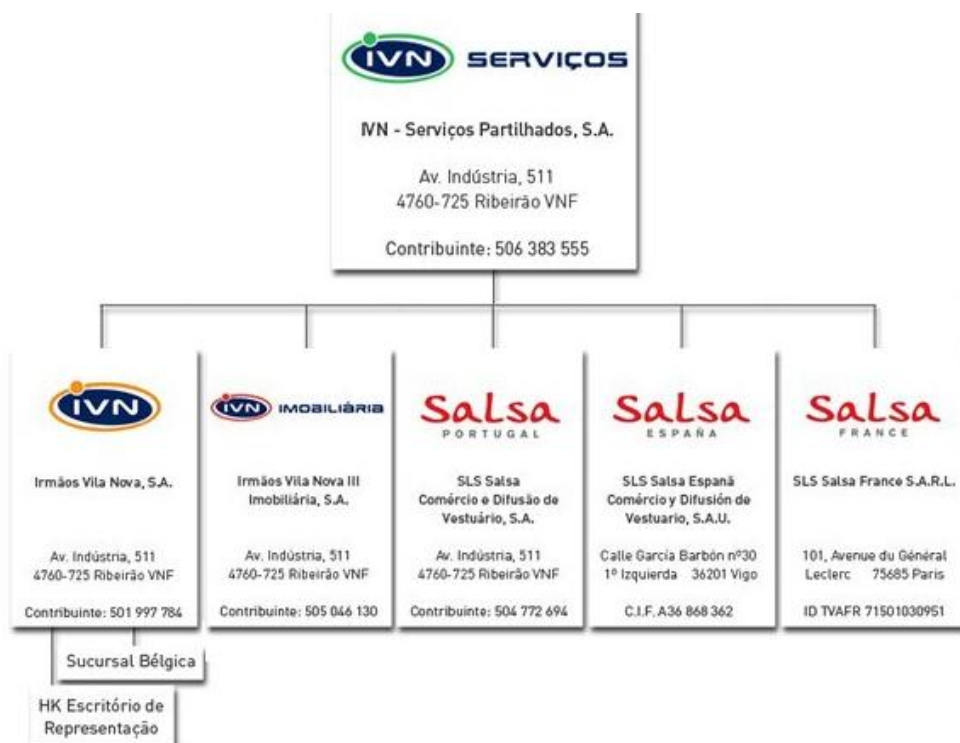 IVN SERVIÇOS
IVN - Serviços Partilhados, S.A.
Av. Indústria, 511
4760-725 Ribeirão VNF
Contribuinte: 506 383 555
IVN
Irmãos Vila Nova, S.A.
Av. Indústria, 511
4760-725 Ribeirão VNF
Contribuinte: 501 997 784
Sucursal Bélgica
HK Escritório de
Representação
IVN IMOBILIÁRIA
Irmãos Vila Nova III
Imobiliária, S.A.
Av. Indústria, 511
4760-725 Ribeirão VNF
Contribuinte: 505 046 130
Salsa
PORTUGAL
SLS Salsa
Comércio e Difusão de
Vestuário, S.A.
Av. Indústria, 511
4760-725 Ribeirão VNF
Contribuinte: 504 772 694
Salsa
ESPAÑA
SLS Salsa Espanã
Comércio y Difusión de
Vestuario, S.A.U.
Calle García Barbón nº30
1º Izquierda 36201 Vigo
C.I.F. A36 868 362
Salsa
FRANCE
SLS Salsa France S.A.R.L.
101, Avenue du Général
Leclerc 75685 Paris
ID TVAFR 71501030951